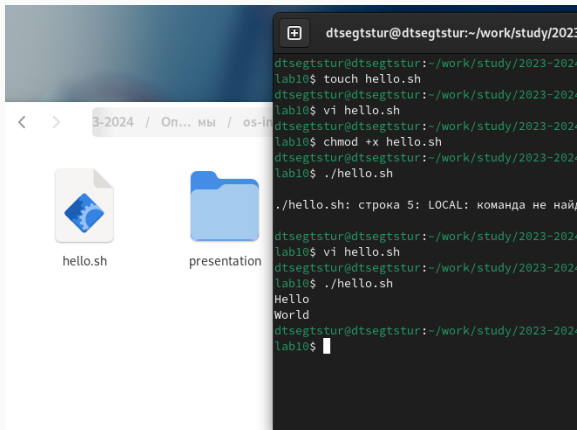 dtsegtstur@dtsegtstur:~/work/study/2023
3-2024 / Оп... мы / os-in
hello.sh
presentation
dtsegtstur@dtsegtstur:~/work/study/2023-2024
lab10$ touch hello.sh
dtsegtstur@dtsegtstur:~/work/study/2023-2024
lab10$ vi hello.sh
dtsegtstur@dtsegtstur:~/work/study/2023-2024
lab10$ chmod +x hello.sh
dtsegtstur@dtsegtstur:~/work/study/2023-2024
lab10$ ./hello.sh
./hello.sh: строка 5: LOCAL: команда не найд
dtsegtstur@dtsegtstur:~/work/study/2023-2024
lab10$ vi hello.sh
dtsegtstur@dtsegtstur:~/work/study/2023-2024
lab10$ ./hello.sh
Hello
World
dtsegtstur@dtsegtstur:~/work/study/2023-2024
lab10$